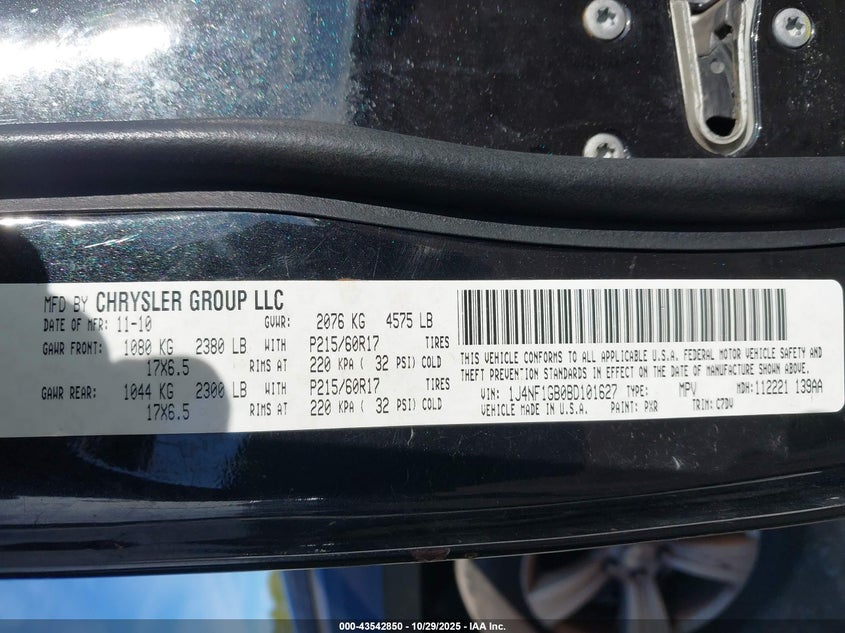 MFD BY CHRYSLER GROUP LLC
DATE OF MFR: 11-10 GVWR: 2076 KG 4575 LB
GAWR FRONT: 1080 KG 2380 LB WITH P215/60R17 TIRES
17X6.5 RIMS AT 220 KPA ( 32 PSI) COLD
GAWR REAR: 1044 KG 2300 LB WITH P215/60R17 TIRES
17X6.5 RIMS AT 220 KPA ( 32 PSI) COLD
THIS VEHICLE CONFORMS TO ALL APPLICABLE U.S.A. FEDERAL MOTOR VEHICLE SAFETY AND
THEFT PREVENTION STANDARDS IN EFFECT ON THE DATE OF MANUFACTURE SHOWN ABOVE.
VIN: 1J4NF1GB0BD101627 TYPE: MPV MDH: 112221 139AA
VEHICLE MADE IN U.S.A. PAINT: PXR TRIM: C7DV
000-43542850 - 10/29/2025 - IAA Inc.